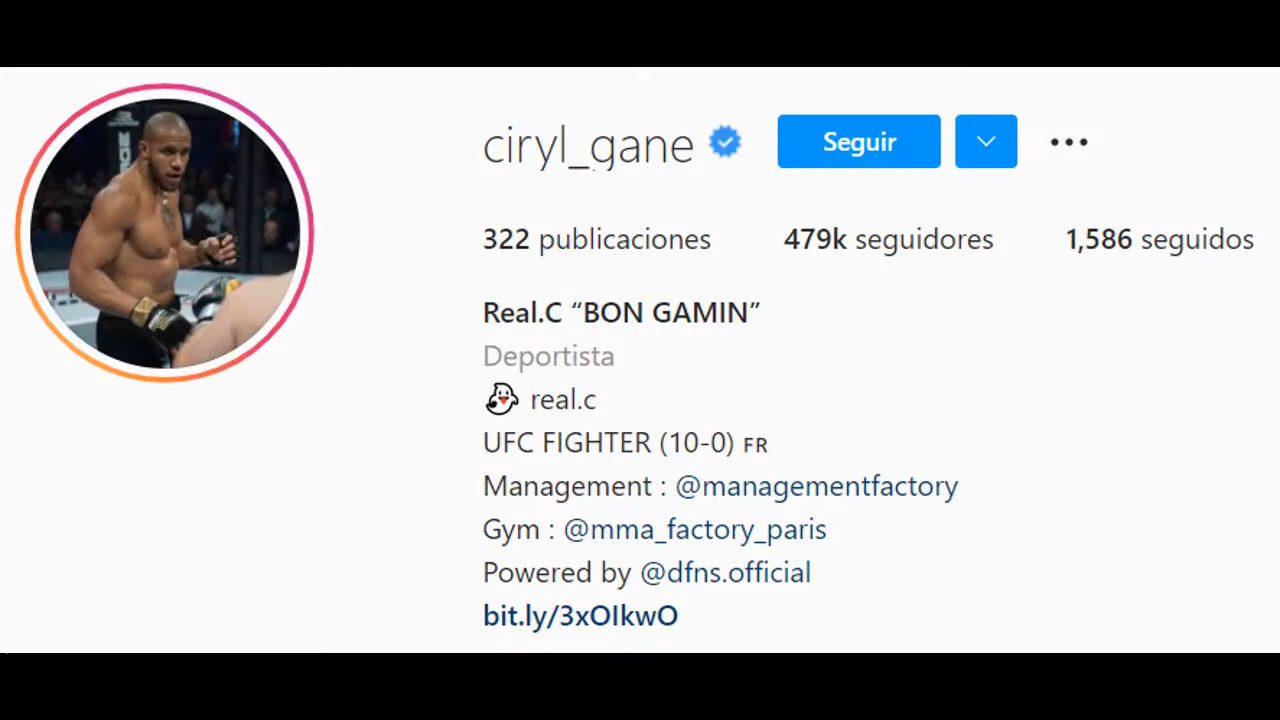 ciryl_gane Seguir
322 publicaciones 479k seguidores 1,586 seguidos
Real.C “BON GAMIN”
Deportista
real.c
UFC FIGHTER (10-0) FR
Management : @managementfactory
Gym : @mma_factory_paris
Powered by @dfns.official
bit.ly/3xOIkwO